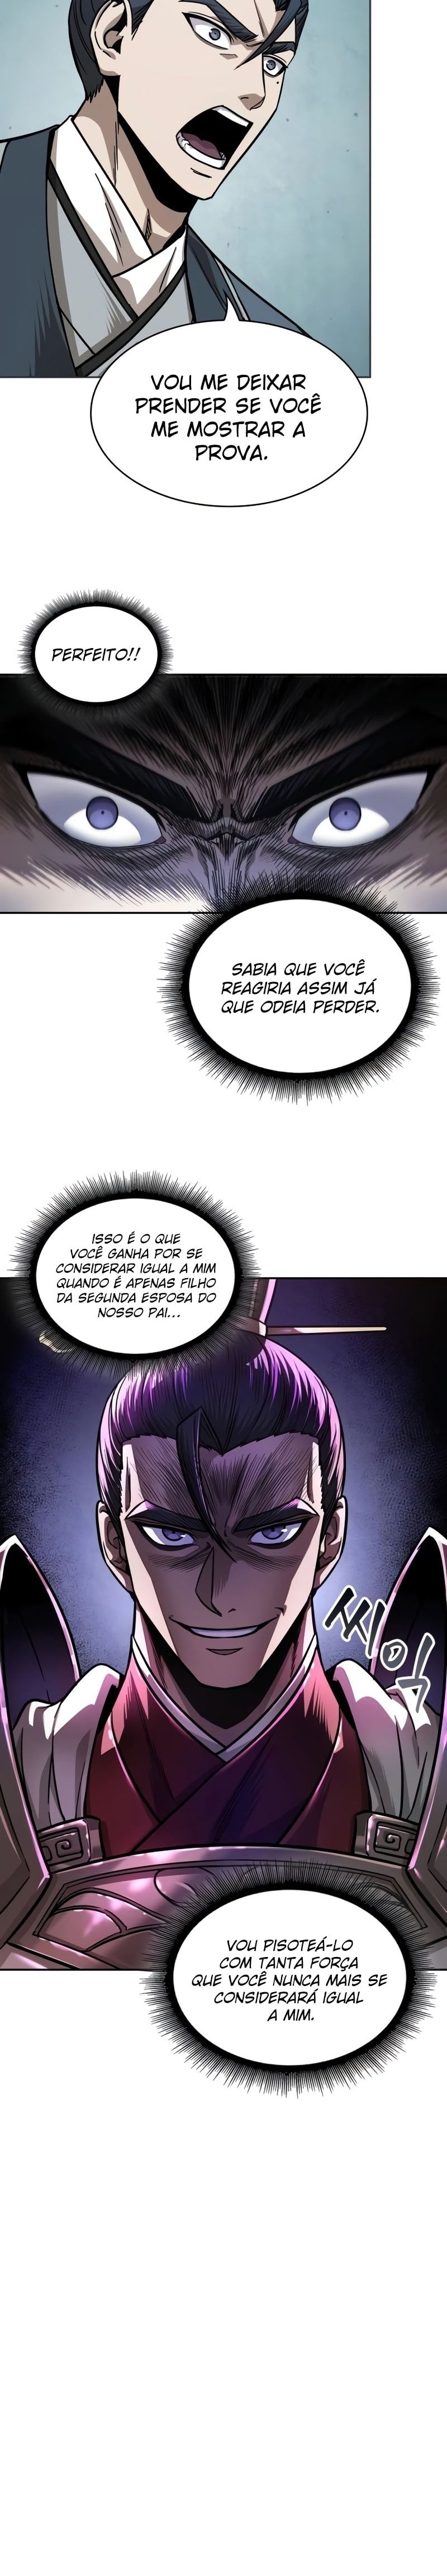 VOU ME DEIXAR
PRENDER SE VOCÊ
ME MOSTRAR A
PROVA.
PERFEITO!!
SABIA QUE VOCÊ
REAGIRIA ASSIM JÁ
QUE ODEIA PERDER.
ISSO É O QUE
VOCÊ GANHA POR SE
CONSIDERAR IGUAL A MIM
QUANDO É APENAS FILHO
DA SEGUNDA ESPOSA DO
NOSSO PAI...
씨익
VOU PISOTEÁ-LO
COM TANTA FORÇA
QUE VOCÊ NUNCA MAIS SE
CONSIDERARÁ IGUAL
A MIM.